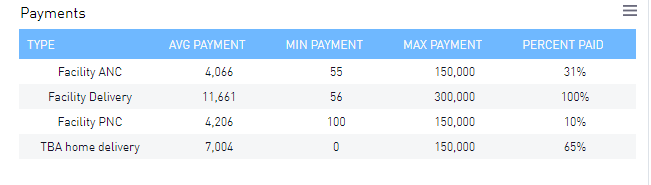 Payments
TYPE AVG PAYMENT MIN PAYMENT MAX PAYMENT PERCENT PAID
Facility ANC 4,066 55 150,000 31%
Facility Delivery 11,661 56 300,000 100%
Facility PNC 4,206 100 150,000 10%
TBA home delivery 7,004 0 150,000 65%